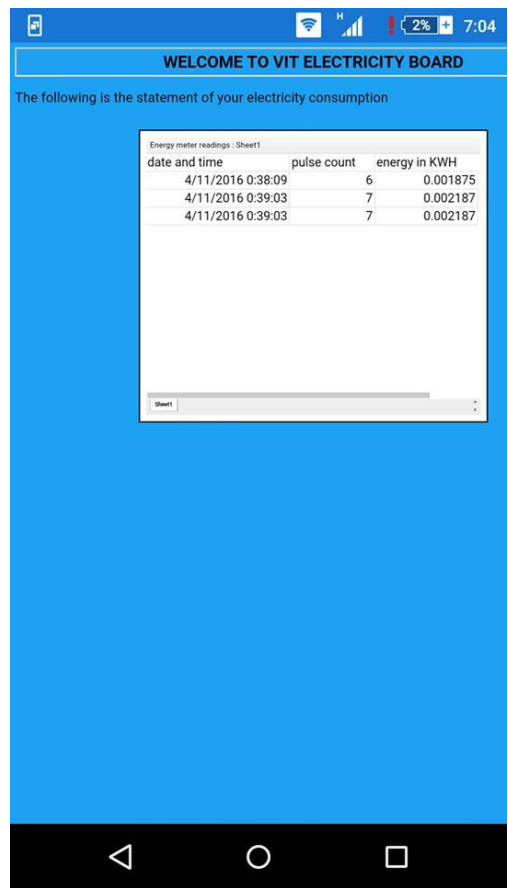 H 2% 7:04
WELCOME TO VIT ELECTRICITY BOARD
The following is the statement of your electricity consumption
Energy meter readings : Sheet1
date and time pulse count energy in KWH
4/11/2016 0:38:09 6 0.001875
4/11/2016 0:39:03 7 0.002187
4/11/2016 0:39:03 7 0.002187
Sheet1